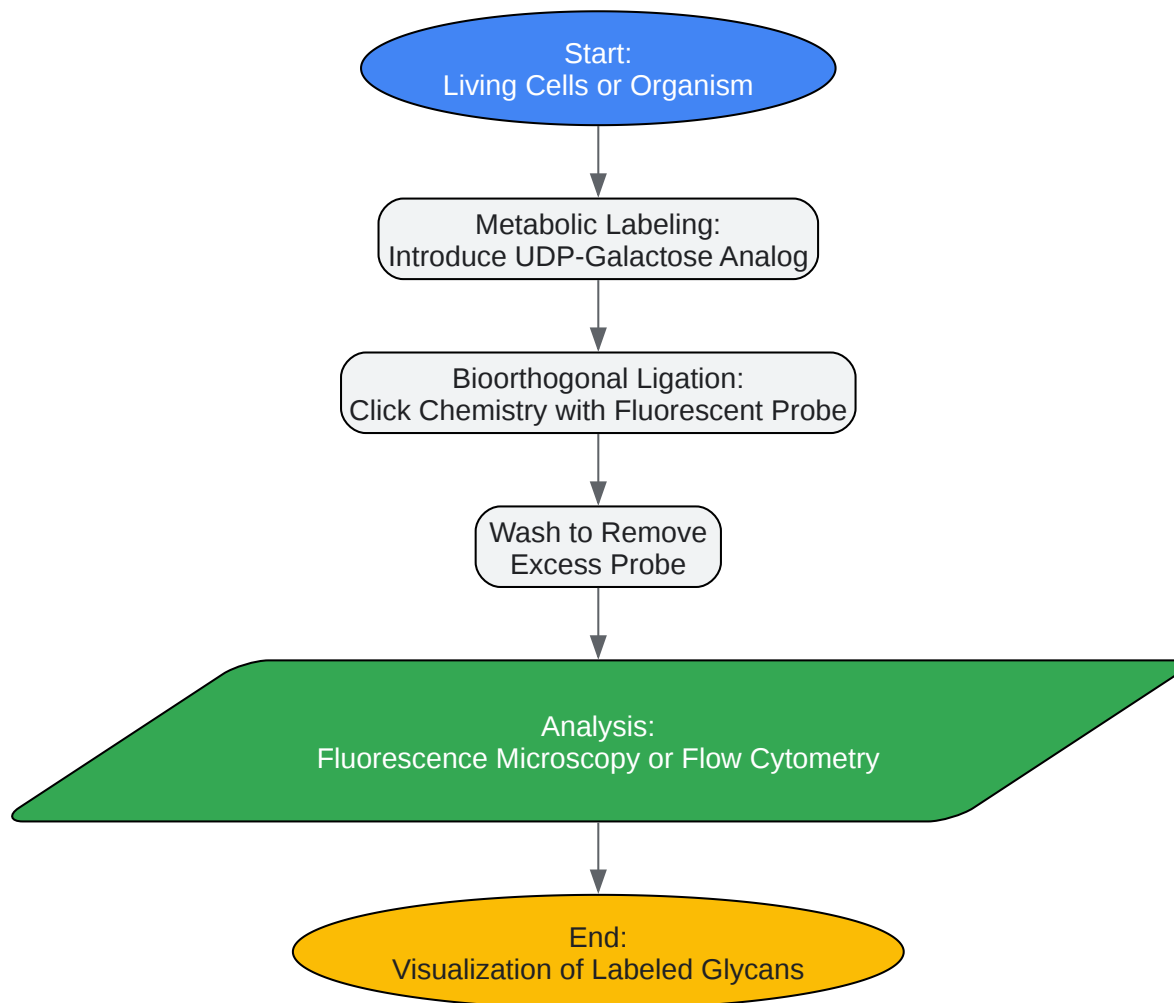 Start:
Living Cells or Organism
Metabolic Labeling:
Introduce UDP-Galactose Analog
Bioorthogonal Ligation:
Click Chemistry with Fluorescent Probe
Wash to Remove
Excess Probe
Analysis:
Fluorescence Microscopy or Flow Cytometry
End:
Visualization of Labeled Glycans